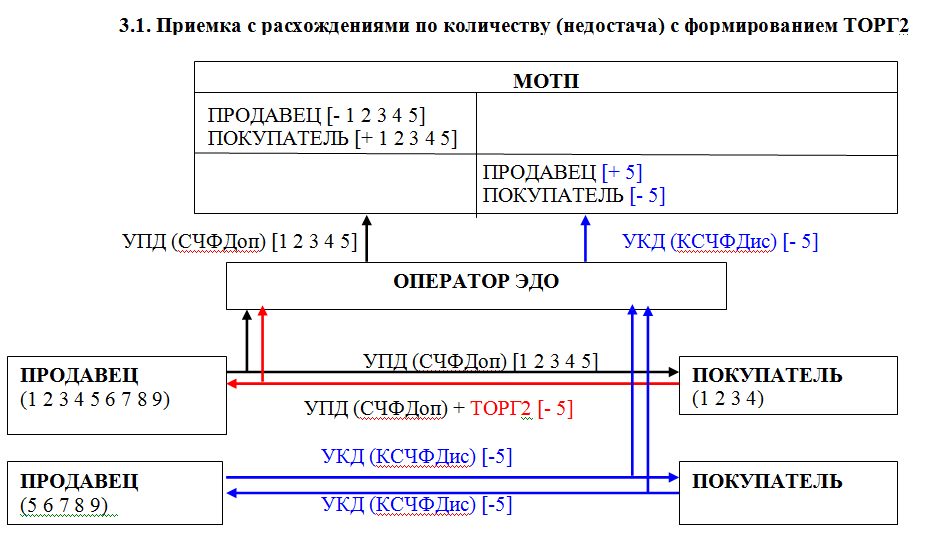 3.1. Приемка с расхождениями по количеству (недостача) с формированием ТОРГ2
МОТП
ПРОДАВЕЦ [- 1 2 3 4 5]
ПОКУПАТЕЛЬ [+ 1 2 3 4 5]
ПРОДАВЕЦ [+ 5]
ПОКУПАТЕЛЬ [- 5]
УПД (СЧФДоп) [1 2 3 4 5]
УКД (КСЧФДис) [- 5]
ОПЕРАТОР ЭДО
УПД (СЧФДоп) [1 2 3 4 5]
ПРОДАВЕЦ
(1 2 3 4 5 6 7 8 9)
ПОКУПАТЕЛЬ
(1 2 3 4)
УПД (СЧФДоп) + ТОРГ2 [- 5]
УКД (КСЧФДис) [-5]
ПРОДАВЕЦ
(5 6 7 8 9)
ПОКУПАТЕЛЬ
УКД (КСЧФДис) [-5]